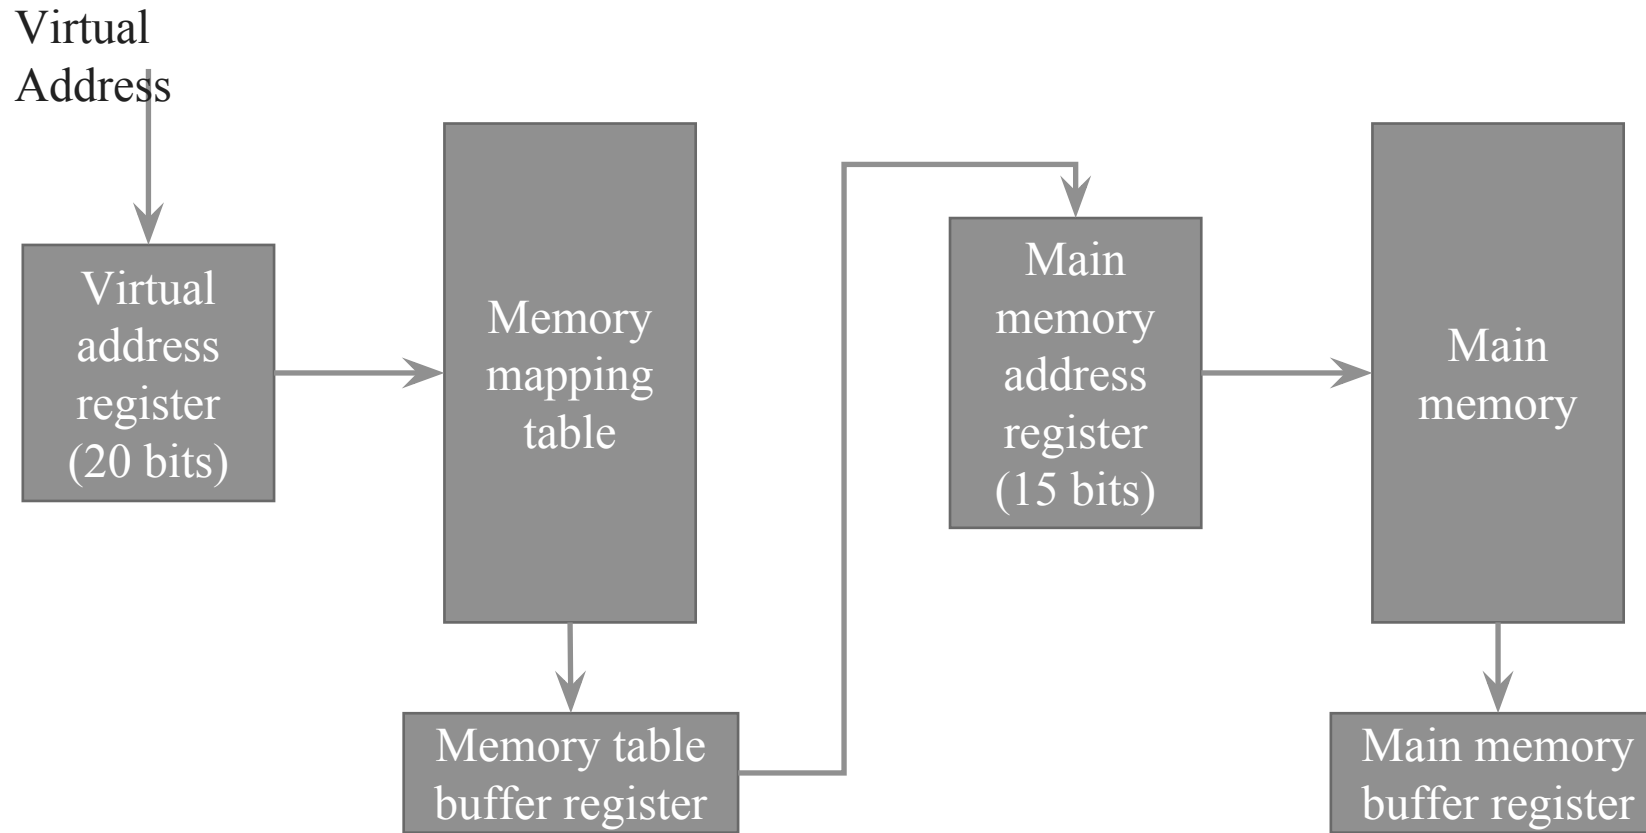 Virtual
Address
Virtual
address
register
(20 bits)
Memory
mapping
table
Memory table
buffer register
Main
memory
address
register
(15 bits)
Main
memory
Main memory
buffer register